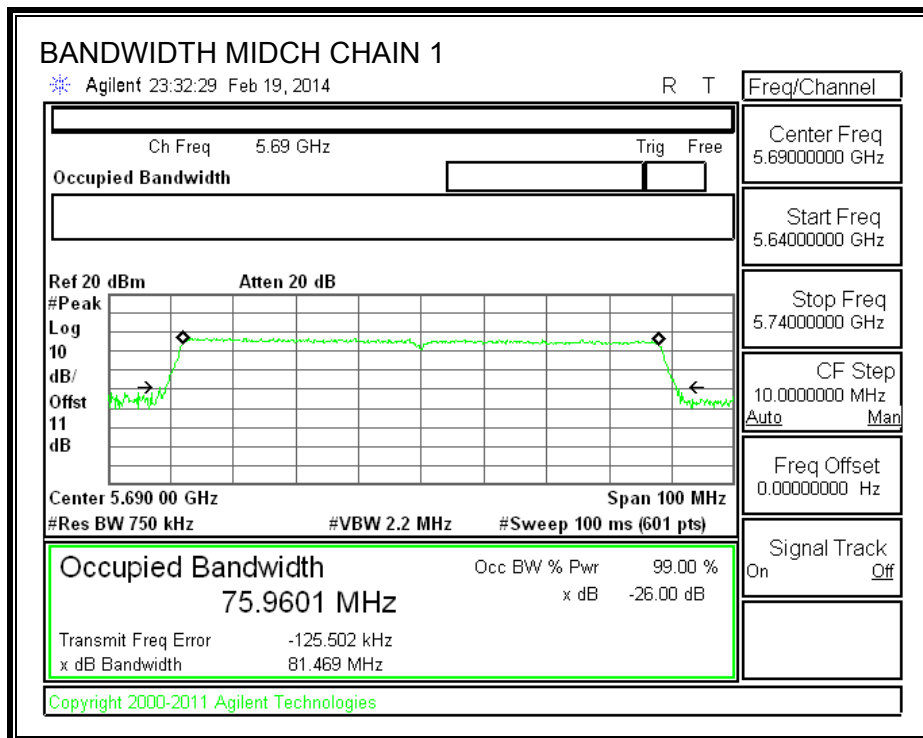 BANDWIDTH MIDCH CHAIN 1
Agilent 23:32:29 Feb 19, 2014 R T
Freq/Channel
Ch Freq 5.69 GHz Trig Free
Occupied Bandwidth
Center Freq
5.69000000 GHz
Start Freq
5.64000000 GHz
Stop Freq
5.74000000 GHz
CF Step
10.0000000 MHz
Auto Man
Freq Offset
0.00000000 Hz
Signal Track
On Off
Ref 20 dBm Atten 20 dB
#Peak
Log
10
dB/
Offst
11
dB
Center 5.690 00 GHz Span 100 MHz
#Res BW 750 kHz #VBW 2.2 MHz #Sweep 100 ms (601 pts)
Occupied Bandwidth Occ BW % Pwr 99.00 %
75.9601 MHz x dB -26.00 dB
Transmit Freq Error -125.502 kHz
x dB Bandwidth 81.469 MHz
Copyright 2000-2011 Agilent Technologies